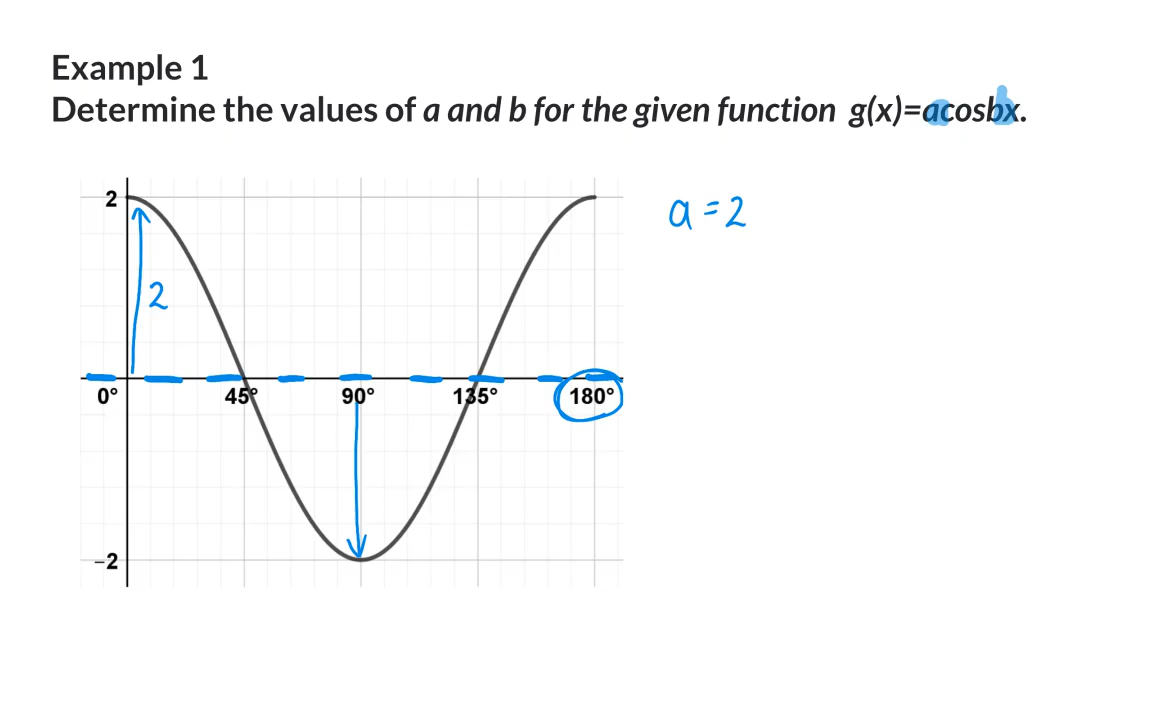 Example 1
Determine the values of a and b for the given function g(x)=acosbx.
2
a = 2
2
0° 45° 90° 135° 180°
−2